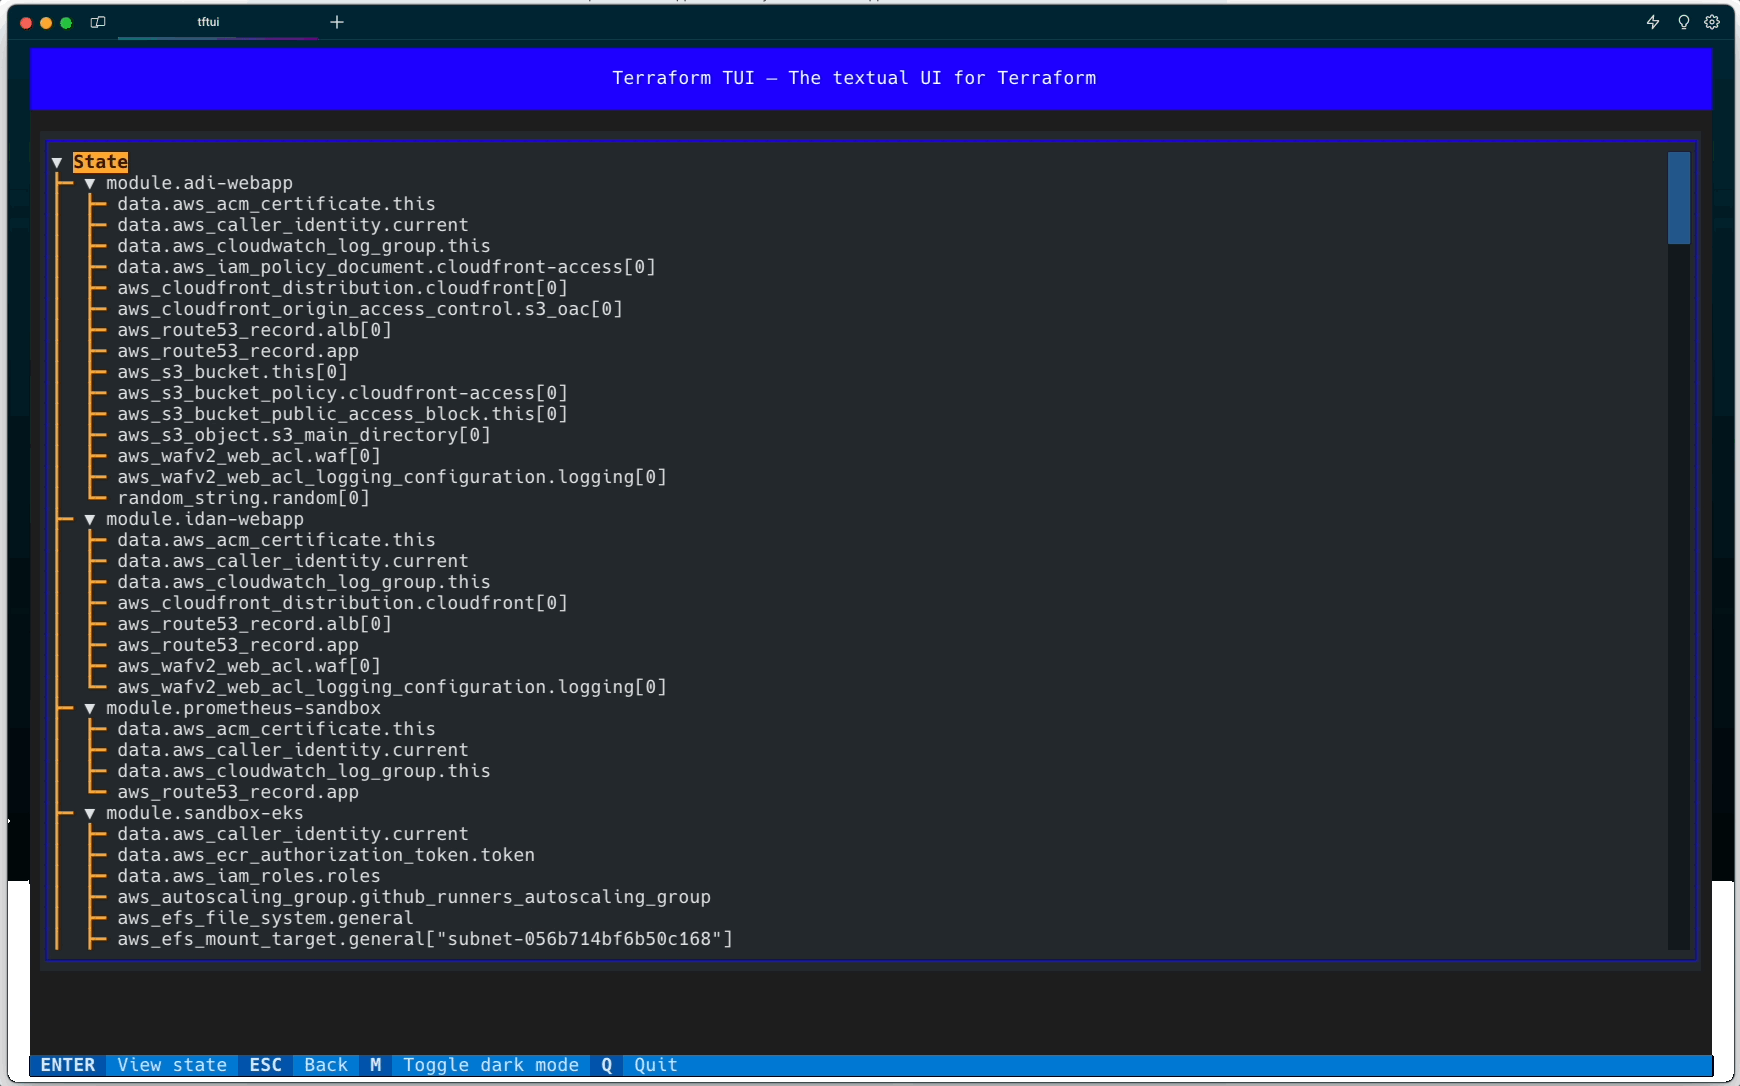 tftui
Terraform TUI – The textual UI for Terraform
▼ State
▼ module.adi-webapp
data.aws_acm_certificate.this
data.aws_caller_identity.current
data.aws_cloudwatch_log_group.this
data.aws_iam_policy_document.cloudfront-access[0]
aws_cloudfront_distribution.cloudfront[0]
aws_cloudfront_origin_access_control.s3_oac[0]
aws_route53_record.alb[0]
aws_route53_record.app
aws_s3_bucket.this[0]
aws_s3_bucket_policy.cloudfront-access[0]
aws_s3_bucket_public_access_block.this[0]
aws_s3_object.s3_main_directory[0]
aws_wafv2_web_acl.waf[0]
aws_wafv2_web_acl_logging_configuration.logging[0]
random_string.random[0]
▼ module.idan-webapp
data.aws_acm_certificate.this
data.aws_caller_identity.current
data.aws_cloudwatch_log_group.this
aws_cloudfront_distribution.cloudfront[0]
aws_route53_record.alb[0]
aws_route53_record.app
aws_wafv2_web_acl.waf[0]
aws_wafv2_web_acl_logging_configuration.logging[0]
▼ module.prometheus-sandbox
data.aws_acm_certificate.this
data.aws_caller_identity.current
data.aws_cloudwatch_log_group.this
aws_route53_record.app
▼ module.sandbox-eks
data.aws_caller_identity.current
data.aws_ecr_authorization_token.token
data.aws_iam_roles.roles
aws_autoscaling_group.github_runners_autoscaling_group
aws_efs_file_system.general
aws_efs_mount_target.general["subnet-056b714bf6b50c168"]
ENTER View state ESC Back M Toggle dark mode Q Quit